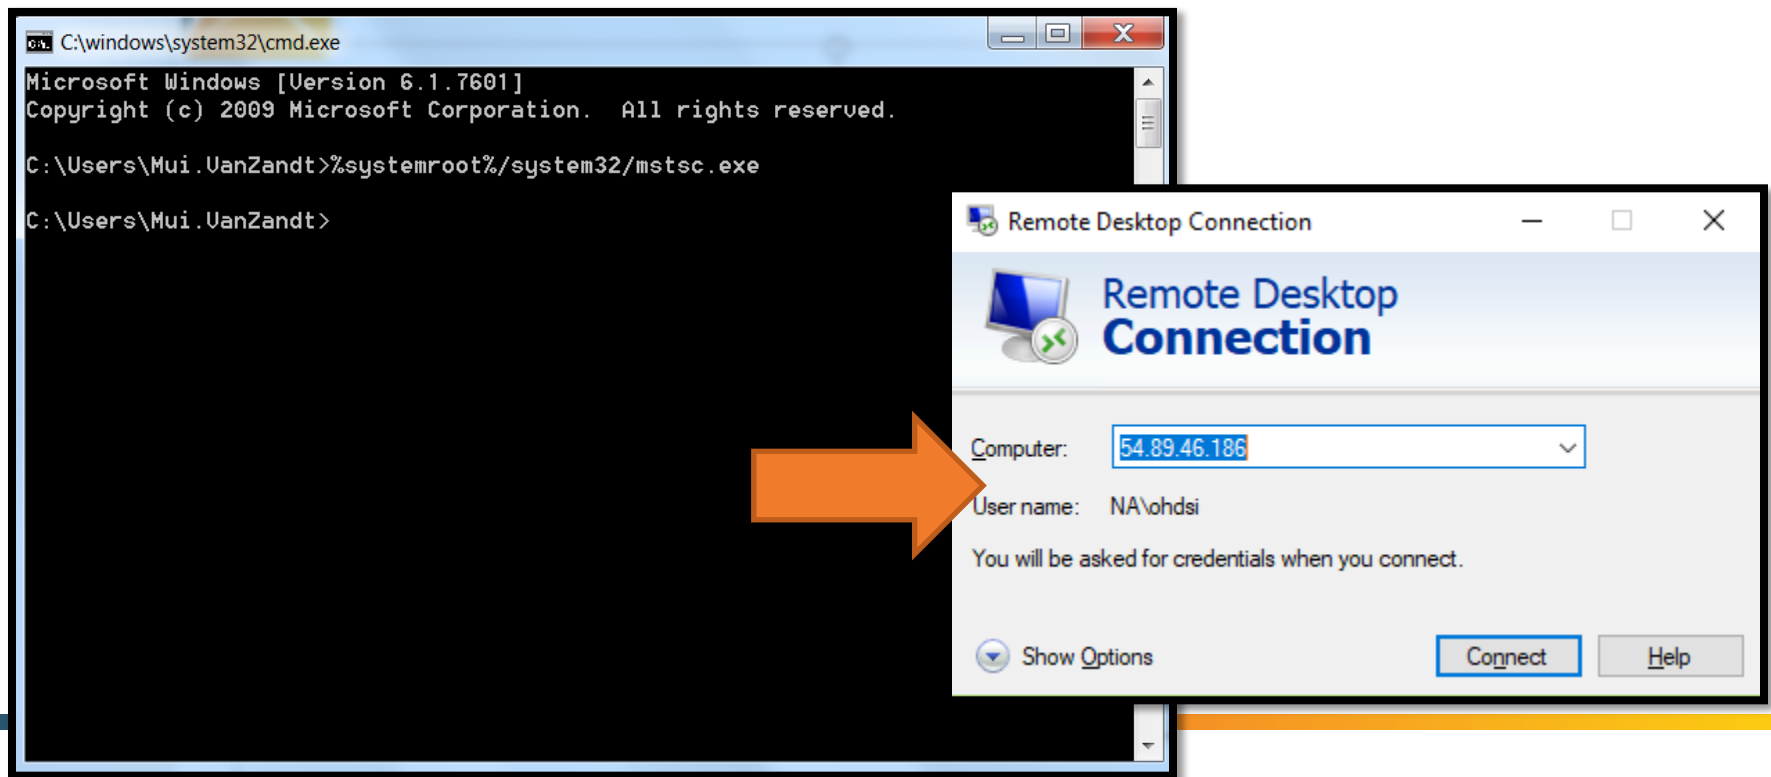 C:\windows\system32\cmd.exe
Microsoft Windows [Version 6.1.7601]
Copyright (c) 2009 Microsoft Corporation.  All rights reserved.
C:\Users\Mui.VanZandt>%systemroot%/system32/mstsc.exe
C:\Users\Mui.VanZandt>
Remote Desktop Connection
Remote Desktop
Connection
Computer: 54.89.46.186
User name: NA\ohdsi
You will be asked for credentials when you connect.
Show Options Connect Help